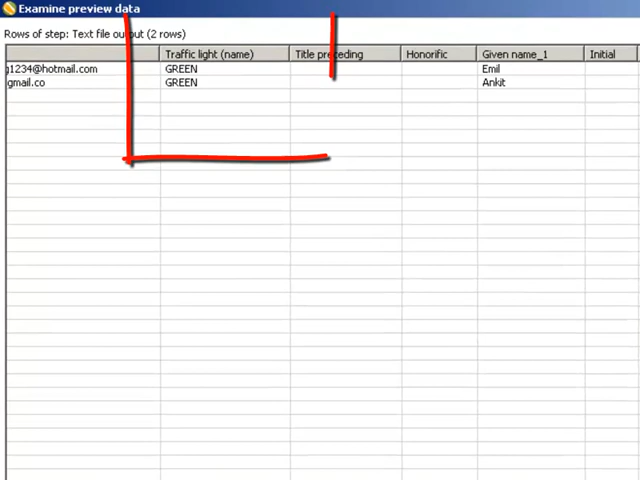 Examine preview data
Rows of step: Text file output (2 rows)
Traffic light (name) Title preceding Honorific Given name_1 Initial
g1234@hotmail.com GREEN Emil
gmail.co GREEN Ankit